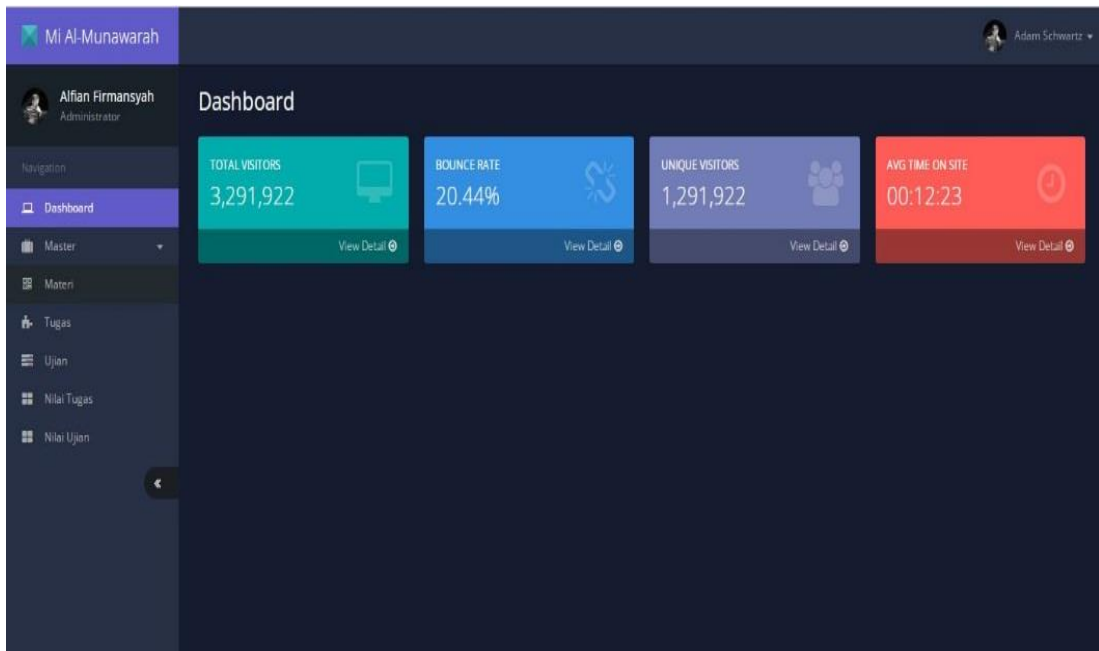 Mi Al-Munawarah
Adam Schwartz
Alfian Firmansyah
Administrator
Navigation
Dashboard
Master
Materi
Tugas
Ujian
Nilai Tugas
Nilai Ujian
Dashboard
TOTAL VISITORS
3,291,922
View Detail
BOUNCE RATE
20.44%
View Detail
UNIQUE VISITORS
1,291,922
View Detail
AVG TIME ON SITE
00:12:23
View Detail